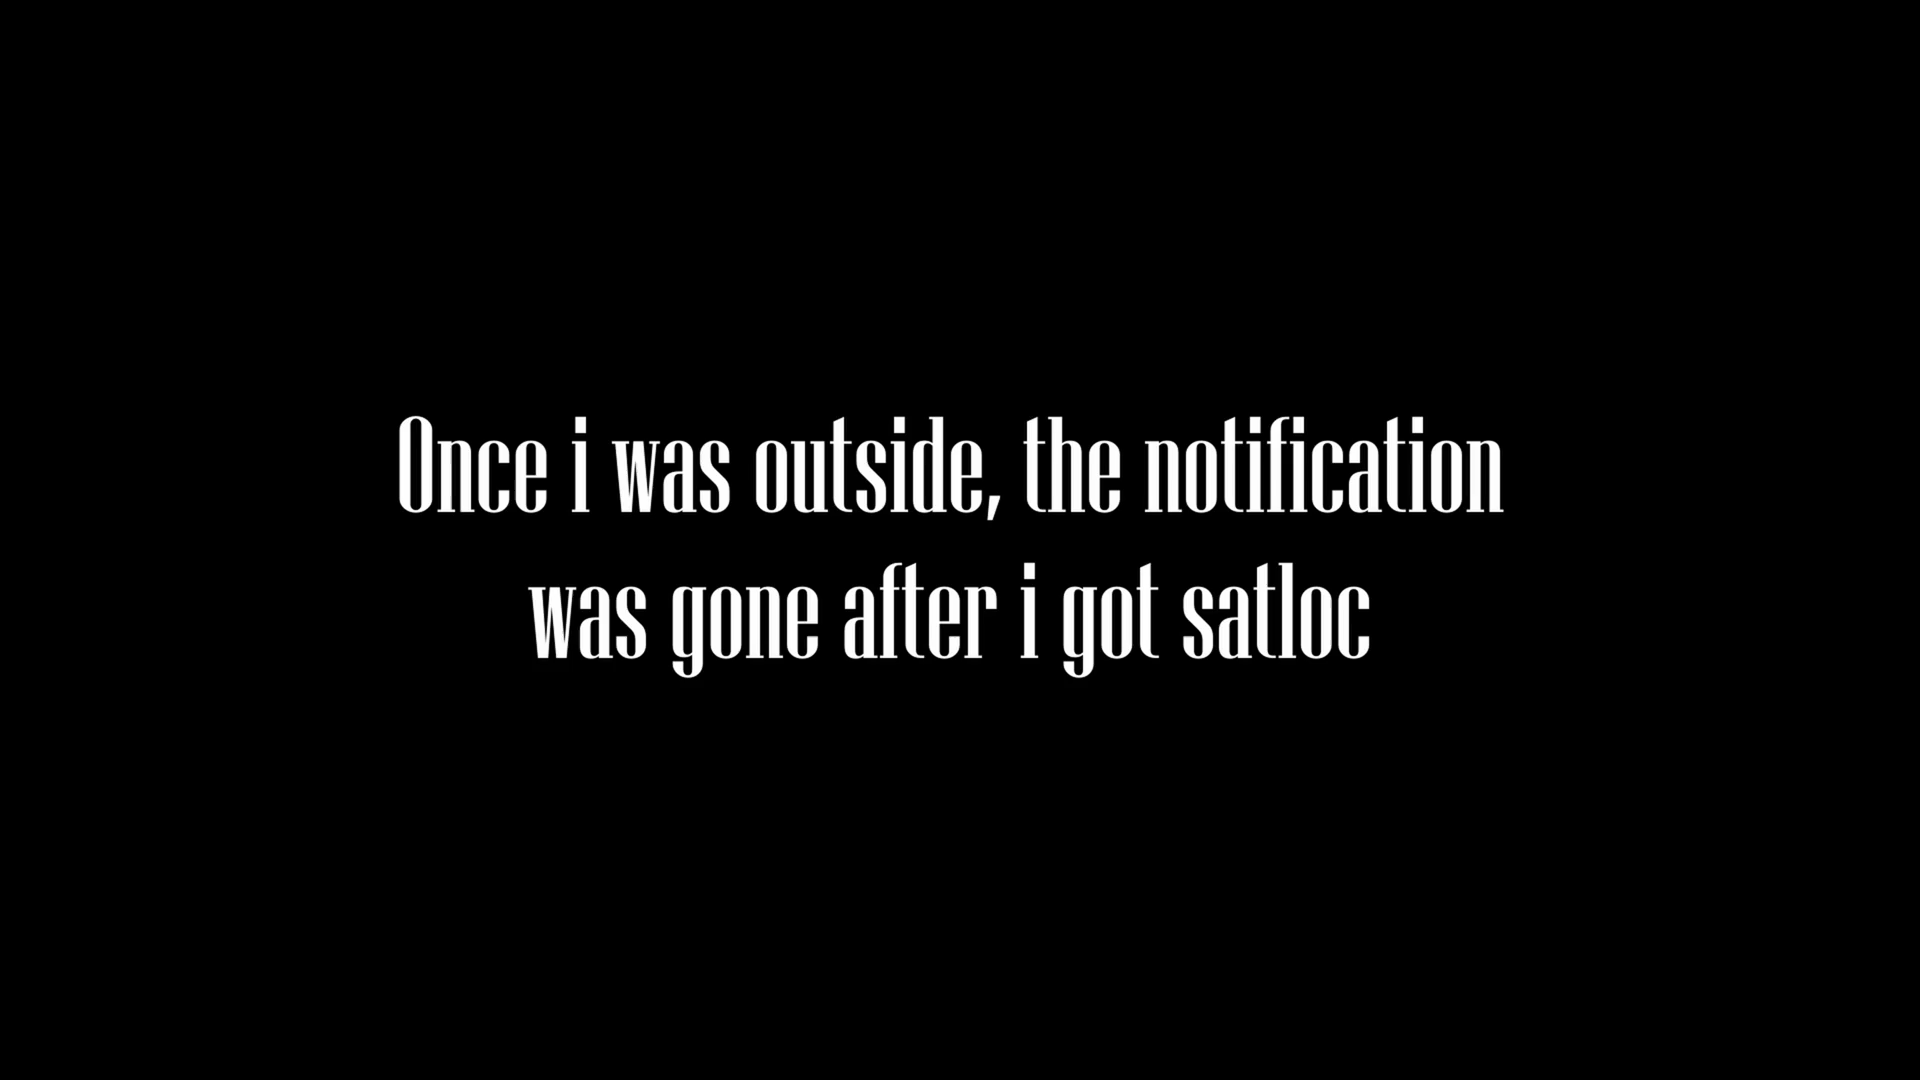 Once i was outside, the notification
was gone after i got satloc